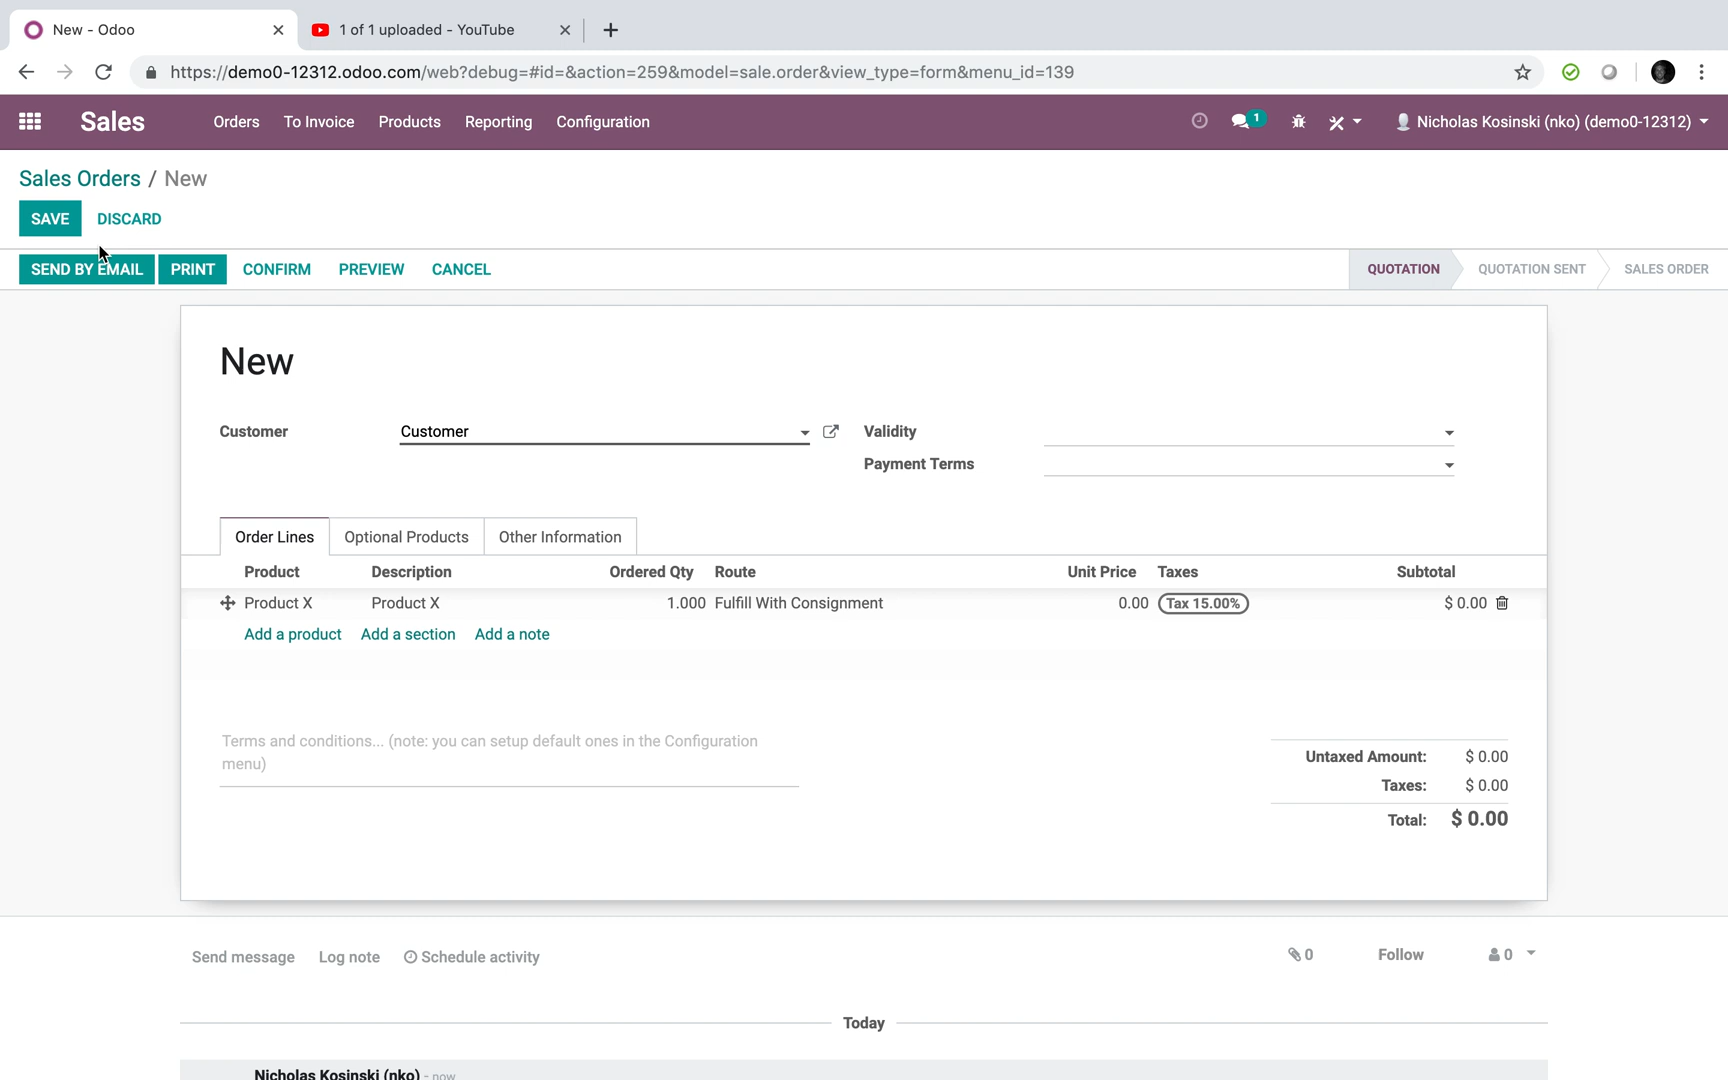 New - Odoo
1 of 1 uploaded - YouTube
https://demo0-12312.odoo.com/web?debug=#id=&action=259&model=sale.order&view_type=form&menu_id=139
Sales Orders To Invoice Products Reporting Configuration 1 Nicholas Kosinski (nko) (demo0-12312)
Sales Orders / New
SAVE DISCARD
SEND BY EMAIL PRINT CONFIRM PREVIEW CANCEL QUOTATION QUOTATION SENT SALES ORDER
New
Customer Customer Validity
Payment Terms
Order Lines Optional Products Other Information
Product Description Ordered Qty Route Unit Price Taxes Subtotal
Product X Product X 1.000 Fulfill With Consignment 0.00 Tax 15.00% $ 0.00
Add a product Add a section Add a note
Terms and conditions... (note: you can setup default ones in the Configuration
menu)
Untaxed Amount: $ 0.00
Taxes: $ 0.00
Total: $ 0.00
Send message Log note Schedule activity 0 Follow 0
Today
Nicholas Kosinski (nko) - now